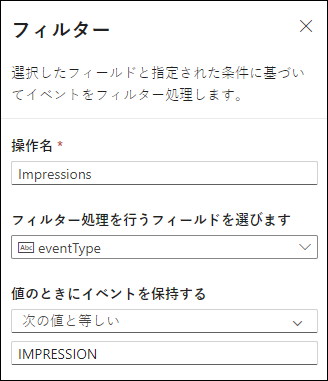 フィルター
選択したフィールドと指定された条件に基づい
てイベントをフィルター処理します。
操作名 *
Impressions
フィルター処理を行うフィールドを選びます
Abc eventType
値のときにイベントを保持する
次の値と等しい
IMPRESSION